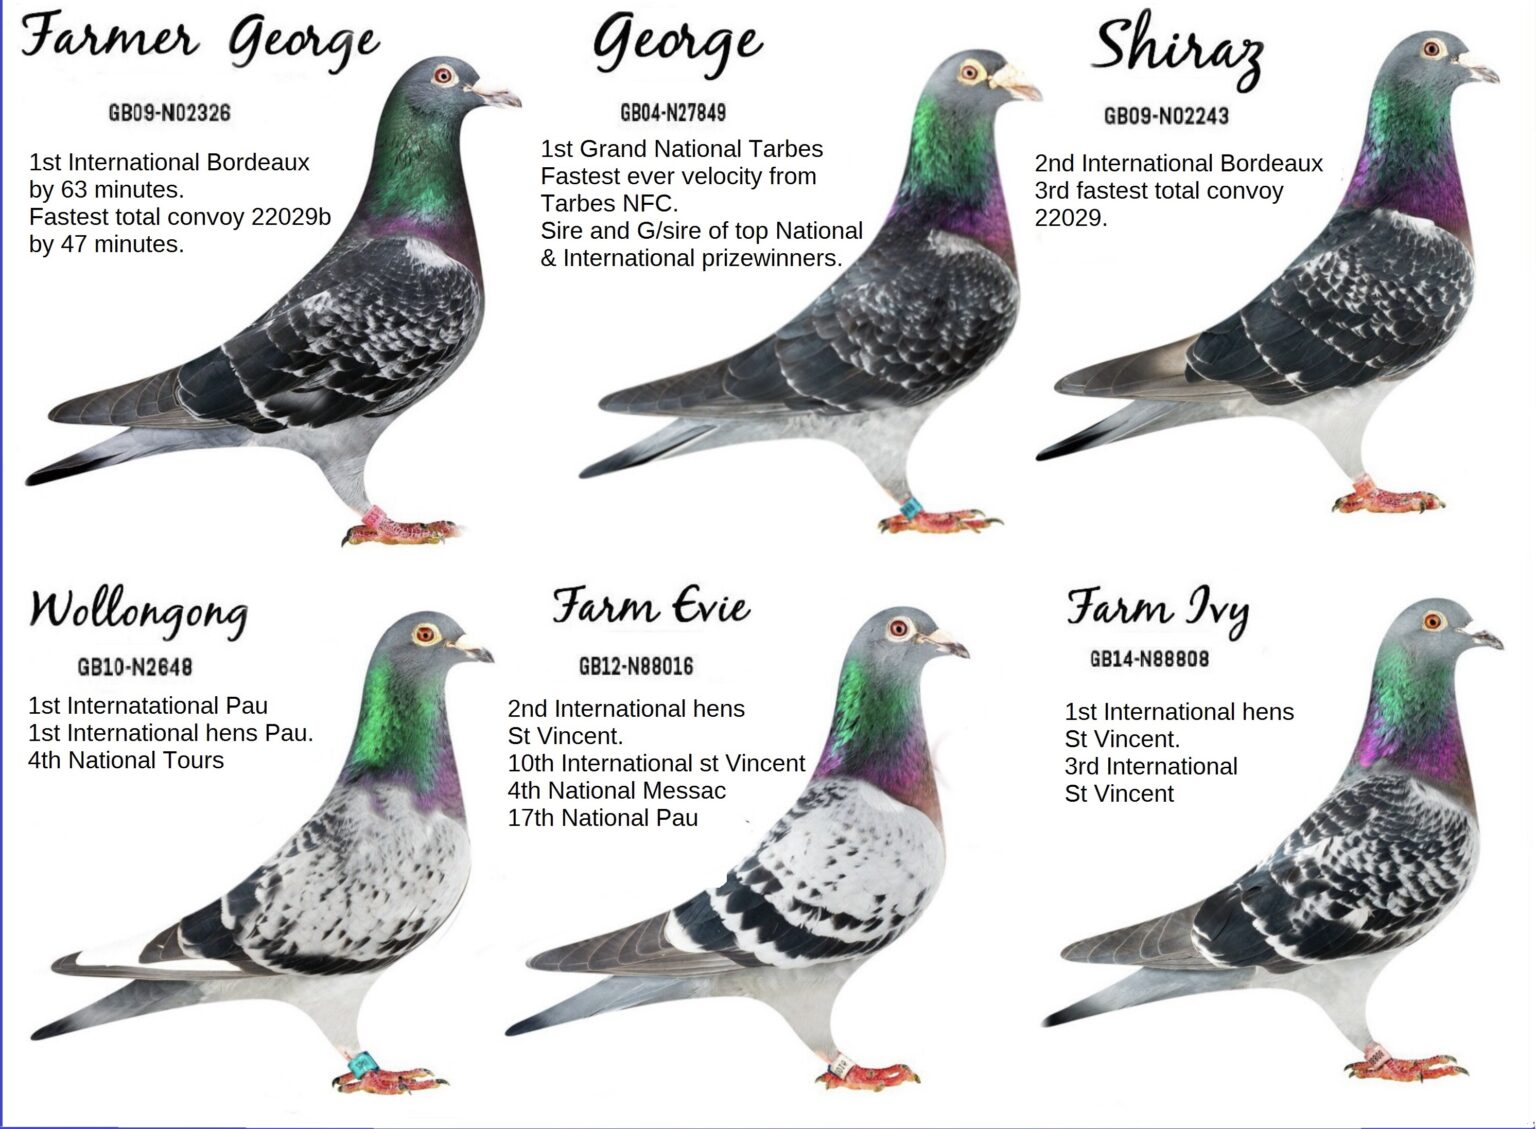 Farmer George
GB09-N02326
1st International Bordeaux
by 63 minutes.
Fastest total convoy 22029b
by 47 minutes.
George
GB04-N27849
1st Grand National Tarbes
Fastest ever velocity from
Tarbes NFC.
Sire and G/sire of top National
& International prizewinners.
Shiraz
GB09-N02243
2nd International Bordeaux
3rd fastest total convoy
22029.
Wollongong
GB10-N2648
1st Internatational Pau
1st International hens Pau.
4th National Tours
Farm Evie
GB12-N88016
2nd International hens
St Vincent.
10th International st Vincent
4th National Messac
17th National Pau
Farm Ivy
GB14-N88808
1st International hens
St Vincent.
3rd International
St Vincent